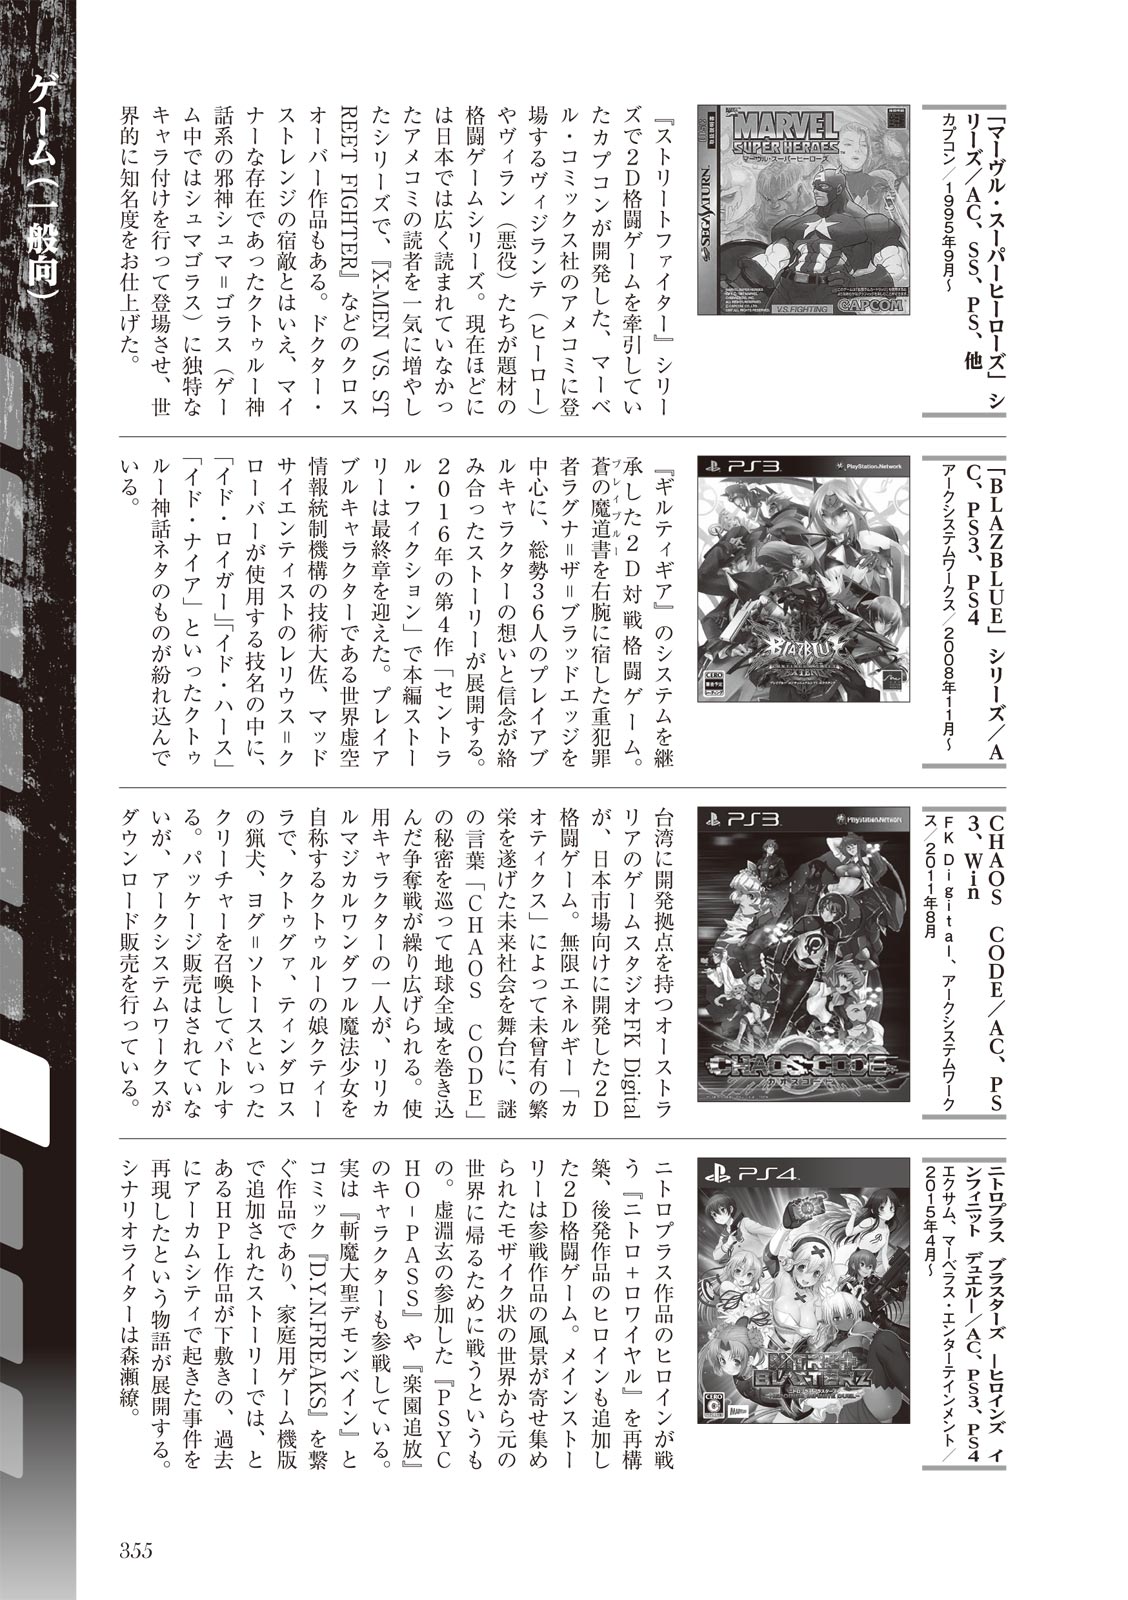 ゲーム（一般向）
「マーヴル・スーパーヒーローズ」シ
リーズ／AC、SS、PS、他
カプコン／1995年9月～
MARVEL
SUPER HEROES
マーヴル・スーパーヒーローズ
SEGA SATURN
V.S. FIGHTING
CAPCOM
『ストリートファイター』シリー
ズで2D格闘ゲームを牽引してい
たカプコンが開発した、マーベ
ル・コミックス社のアメコミに登
場するヴィジランテ（ヒーロー）
やヴィラン（悪役）たちが題材の
格闘ゲームシリーズ。現在ほどに
は日本では広く読まれていなかっ
たアメコミの読者を一気に増やし
たシリーズで、『X-MEN VS. ST
REET FIGHTER』などのクロス
オーバー作品もある。ドクター・
ストレンジの宿敵とはいえ、マイ
ナーな存在であったクトゥルー神
話系の邪神シュマ＝ゴラス（ゲー
ム中ではシュマゴラス）に独特な
キャラ付けを行って登場させ、世
界的に知名度をお仕上げた。
「BLAZBLUE」シリーズ／A
C、PS3、PS4
アークシステムワークス／2008年11月～
PS3
PlayStation Network
BLAZBLUE
EXTEND
CERO
『ギルティギア』のシステムを継
承した2D対戦格闘ゲーム。
蒼の魔道書を右腕に宿した重犯罪
ブレイブルー
者ラグナ＝ザ＝ブラッドエッジを
中心に、総勢36人のプレイアブ
ルキャラクターの想いと信念が絡
み合ったストーリーが展開する。
2016年の第4作「セントラ
ル・フィクション」で本編ストー
リーは最終章を迎えた。プレイア
ブルキャラクターである世界虚空
情報統制機構の技術大佐、マッド
サイエンティストのレリウス＝ク
ローバーが使用する技名の中に、
「イド・ロイガー」「イド・ハース」
「イド・ナイア」といったクトゥ
ルー神話ネタのものが紛れ込んで
いる。
CHAOS CODE／AC、PS
3、Win
FK Digital、アークシステムワーク
ス／2011年8月
PS3
PlayStation Network
CHAOS CODE
カオスコード
台湾に開発拠点を持つオーストラ
リアのゲームスタジオFK Digital
が、日本市場向けに開発した2D
格闘ゲーム。無限エネルギー「カ
オティクス」によって未曾有の繁
栄を遂げた未来社会を舞台に、謎
の言葉「CHAOS CODE」
の秘密を巡って地球全域を巻き込
んだ争奪戦が繰り広げられる。使
用キャラクターの一人が、リリカ
ルマジカルワンダフル魔法少女を
自称するクトゥルーの娘クティー
ラで、クトゥグァ、ティンダロス
の猟犬、ヨグ＝ソトースといった
クリーチャーを召喚してバトルす
る。パッケージ販売はされていな
いが、アークシステムワークスが
ダウンロード販売を行っている。
ニトロプラス ブラスターズ ―ヒロインズ イ
ンフィニット デュエル―／AC、PS3、PS4
エクサム、マーベラス・エンターテインメント／
2015年4月～
PS4
BLASTERZ
CERO
C
ニトロプラス作品のヒロインが戦
う『ニトロ＋ロワイヤル』を再構
築、後発作品のヒロインも追加し
た2D格闘ゲーム。メインストー
リーは参戦作品の風景が寄せ集め
られたモザイク状の世界から元の
世界に帰るために戦うというも
の。虚淵玄の参加した『PSYC
HO－PASS』や『楽園追放』
のキャラクターも参戦している。
実は『斬魔大聖デモンベイン』と
コミック『D.Y.N.FREAKS』を繋
ぐ作品であり、家庭用ゲーム機版
で追加されたストーリーでは、と
あるHPL作品が下敷きの、過去
にアーカムシティで起きた事件を
再現したという物語が展開する。
シナリオライターは森瀬繚。
355